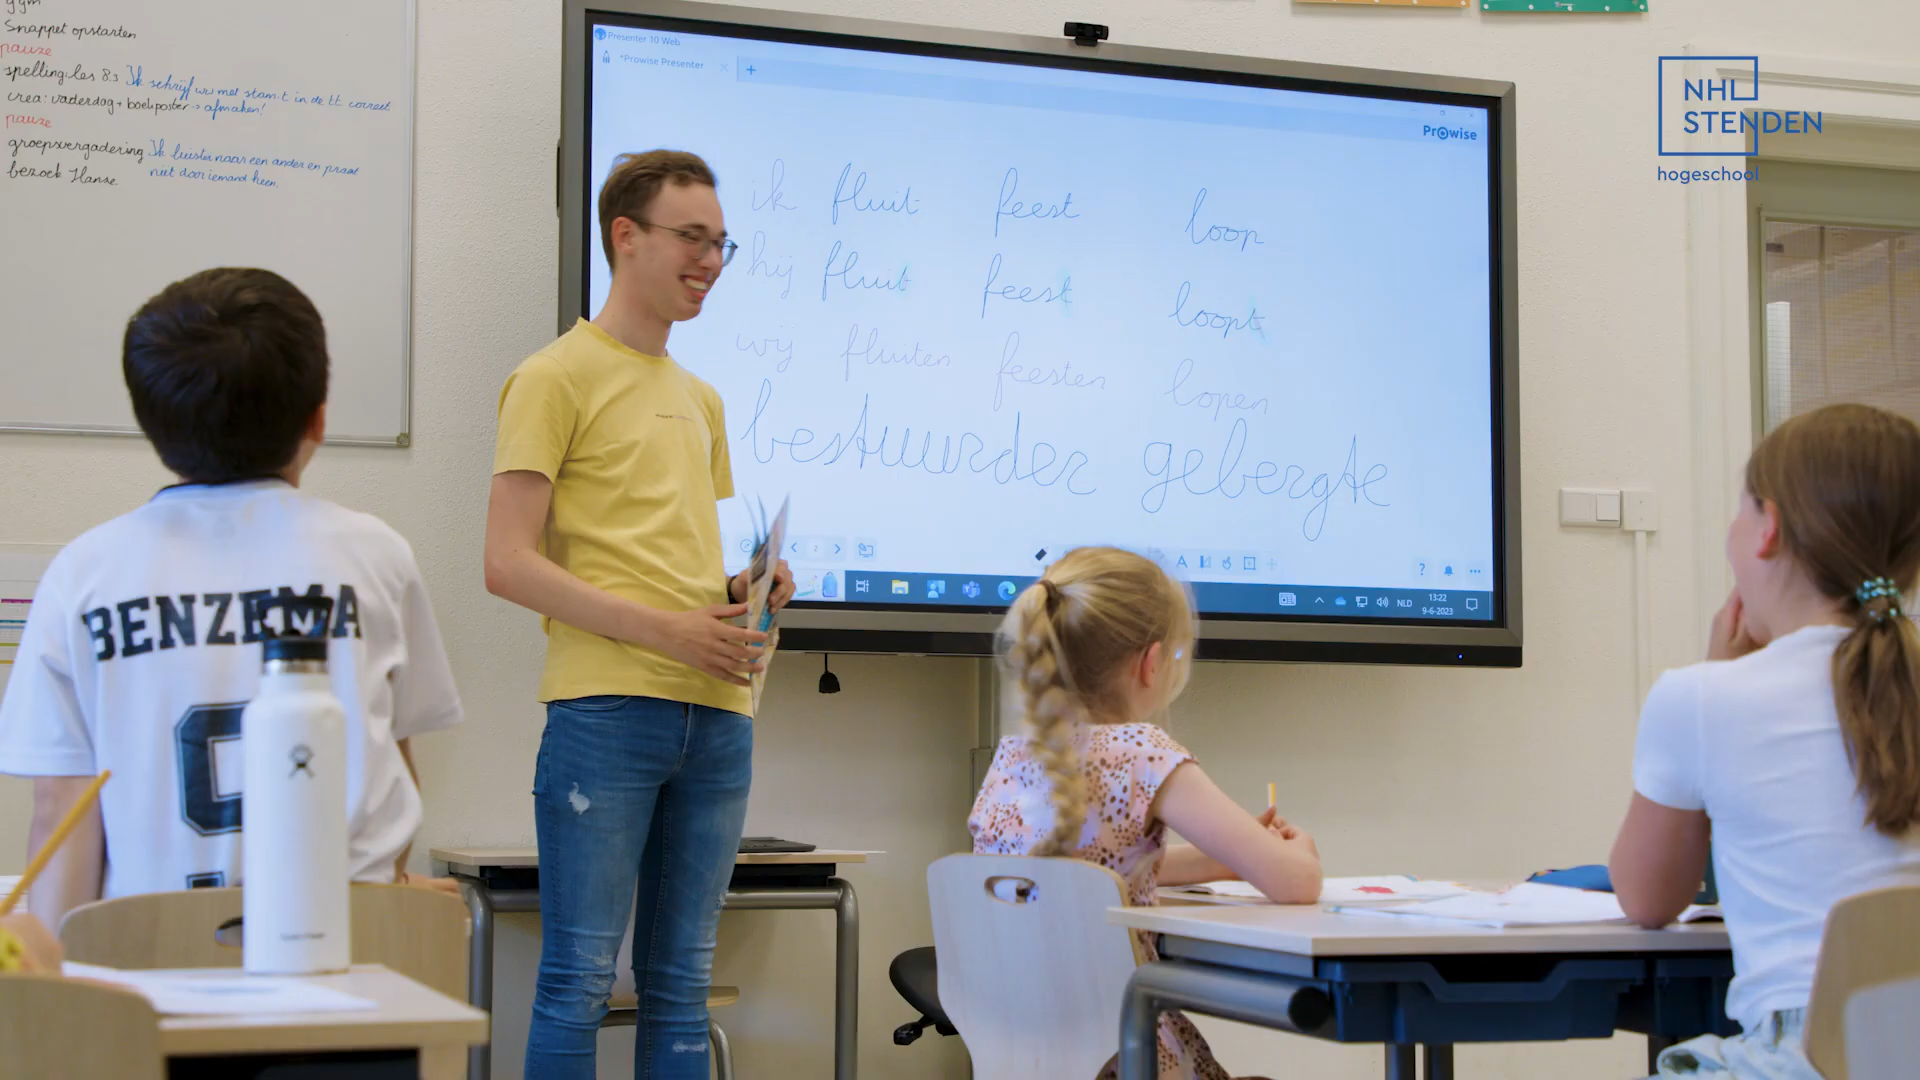 gym
Snappet opstarten
pauze
spelling: les 8.3 Ik schrijf ww met stam-t in de tt correct
crea: vaderdag + boekposter -> afmaken!
pauze
groepsvergadering Ik luister naar een ander en praat
niet door iemand heen.
bezoek Hanze.
Presenter 10 Web
*Prowise Presenter
Prowise
ik fluit feest loop
hij fluit feest loopt
wij fluiten feesten lopen
bestuurder gebergte
2
A
?
NLD
13:22
9-6-2023
NHL
STENDEN
hogeschool
BENZEMA
9